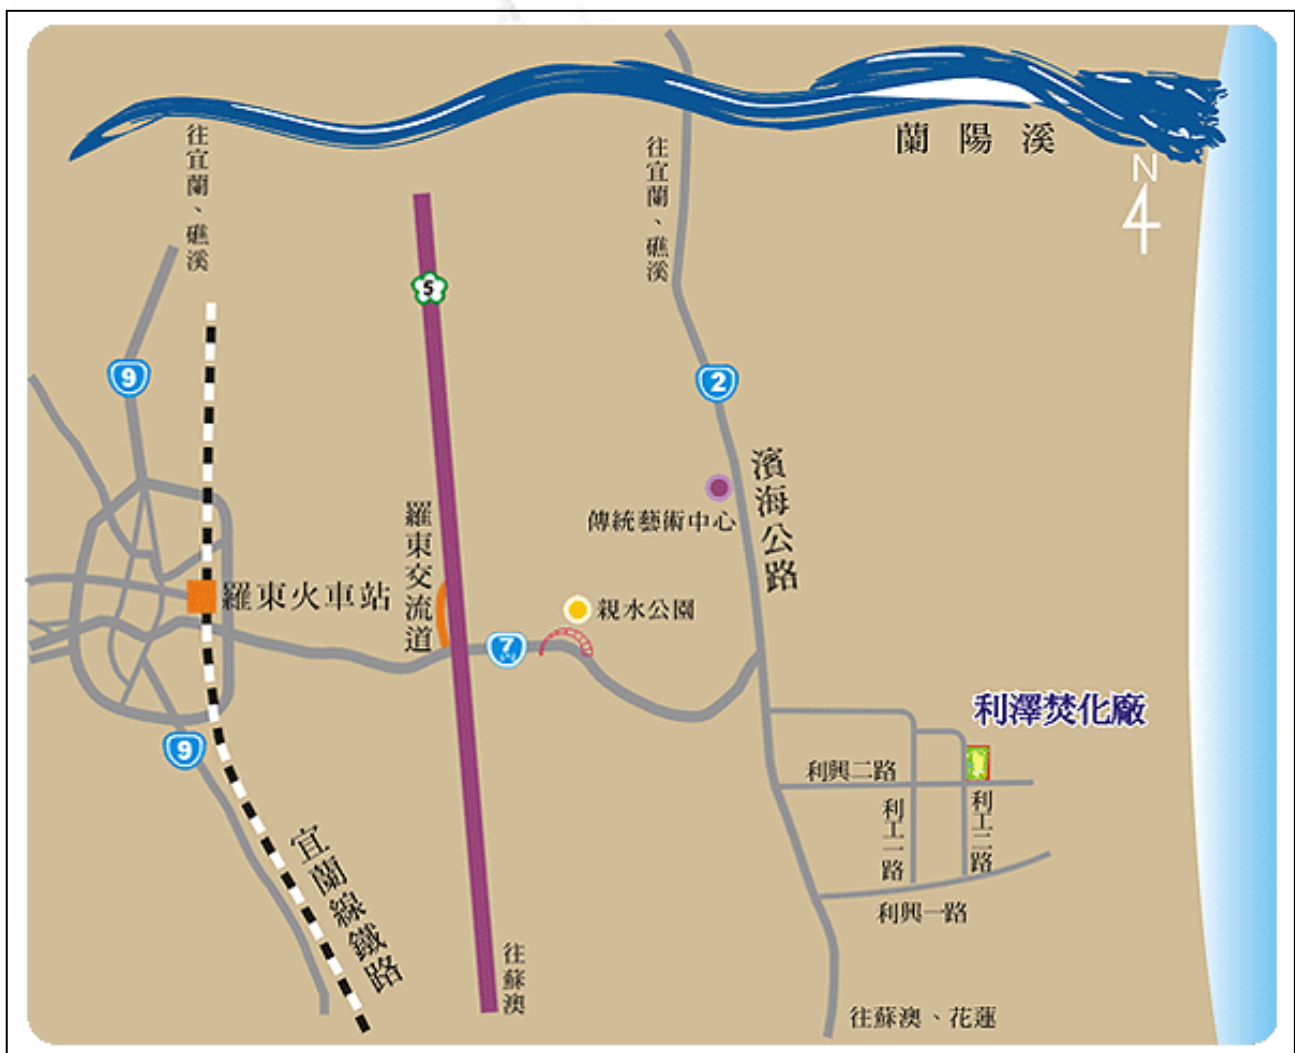 蘭陽溪
N
往宜蘭、礁溪
往宜蘭、礁溪
5
9
2
濱海公路
傳統藝術中心
羅東交流道
羅東火車站
親水公園
7
丙
利澤焚化廠
9
利興二路
利工一路
利工二路
宜蘭線鐵路
利興一路
往蘇澳
往蘇澳、花蓮